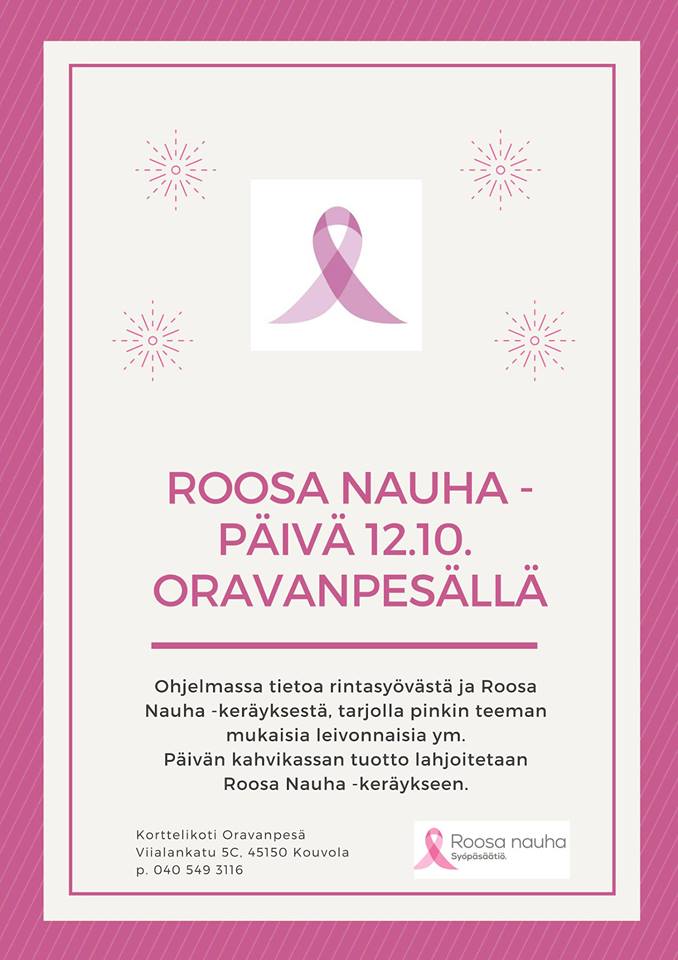 ROOSA NAUHA -
PÄIVÄ 12.10.
ORAVANPESÄLLÄ
Ohjelmassa tietoa rintasyövästä ja Roosa
Nauha -keräyksestä, tarjolla pinkin teeman
mukaisia leivonnaisia ym.
Päivän kahvikassan tuotto lahjoitetaan
Roosa Nauha -keräykseen.
Korttelikoti Oravanpesä
Viialankatu 5C, 45150 Kouvola
p. 040 549 3116
Roosa nauha
Syöpäsäätiö.